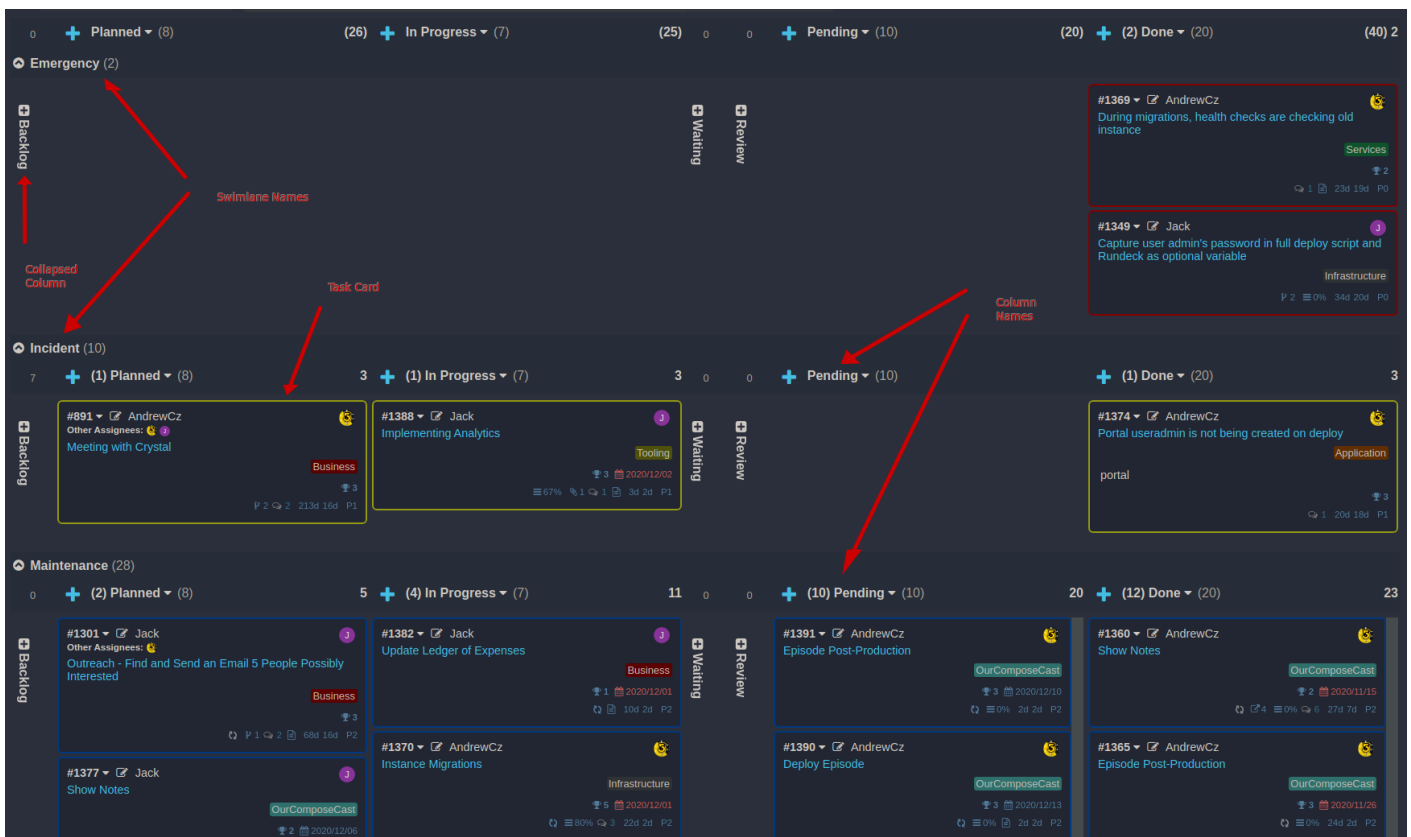 0 Planned (8) (26) In Progress (7) (25) 0 0 Pending (10) (20) (2) Done (20) (40) 2
Emergency (2)
Backlog
Waiting
Review
#1369 AndrewCz
During migrations, health checks are checking old
instance
Services
2
1 23d 19d P0
#1349 Jack
J
Capture user admin's password in full deploy script and
Rundeck as optional variable
Infrastructure
2 0% 34d 20d P0
Swimlane Names
Collapsed
Column
Task Card
Column
Names
Incident (10)
7 (1) Planned (8) 3 (1) In Progress (7) 3 0 0 Pending (10) (1) Done (20) 3
Backlog
#891 AndrewCz
Other Assignees: J
Meeting with Crystal
Business
3
2 2 213d 16d P1
#1388 Jack
J
Implementing Analytics
Tooling
3 2020/12/02
67% 1 1 3d 2d P1
Waiting
Review
#1374 AndrewCz
Portal useradmin is not being created on deploy
Application
portal
3
1 20d 18d P1
Maintenance (28)
0 (2) Planned (8) 5 (4) In Progress (7) 11 0 0 (10) Pending (10) 20 (12) Done (20) 23
Backlog
#1301 Jack
J
Other Assignees:
Outreach - Find and Send an Email 5 People Possibly
Interested
Business
3
1 2 68d 16d P2
#1377 Jack
J
Show Notes
OurComposeCast
2 2020/12/06
#1382 Jack
J
Update Ledger of Expenses
Business
1 2020/12/01
10d 2d P2
#1370 AndrewCz
Instance Migrations
Infrastructure
5 2020/12/01
80% 3 22d 2d P2
Waiting
Review
#1391 AndrewCz
Episode Post-Production
OurComposeCast
3 2020/12/10
0% 2d 2d P2
#1390 AndrewCz
Deploy Episode
OurComposeCast
3 2020/12/13
0% 2d 2d P2
#1360 AndrewCz
Show Notes
OurComposeCast
2 2020/11/15
4 0% 6 27d 7d P2
#1365 AndrewCz
Episode Post-Production
OurComposeCast
3 2020/11/26
0% 24d 2d P2